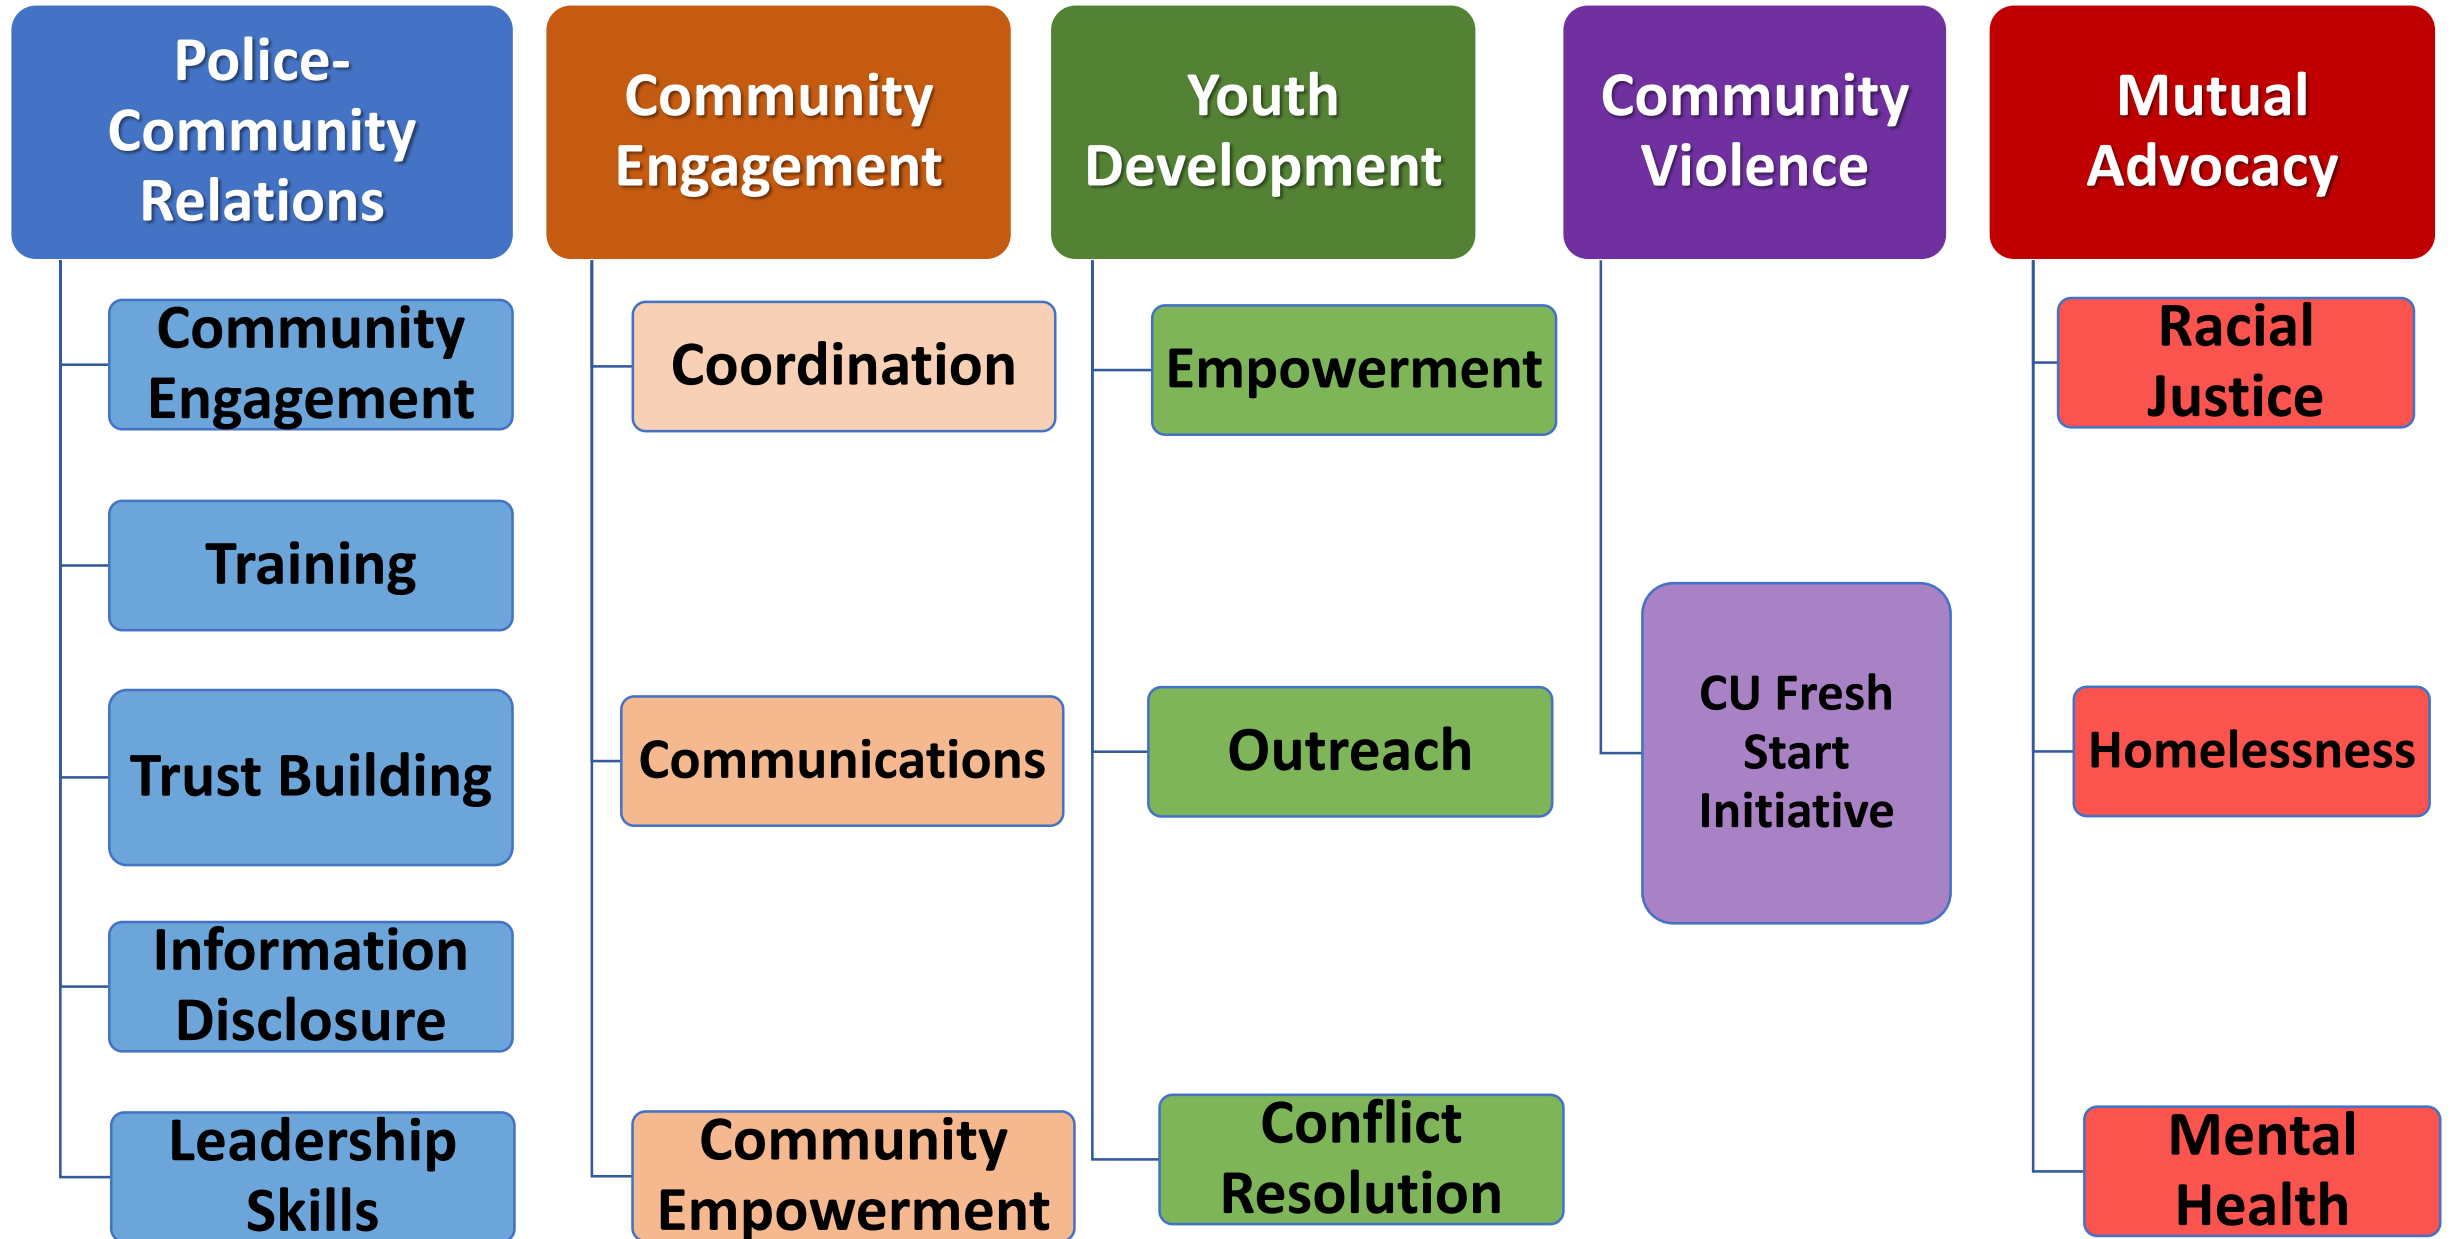 Police-
Community
Relations
Community
Engagement
Training
Trust Building
Information
Disclosure
Leadership
Skills
Community
Engagement
Coordination
Communications
Community
Empowerment
Youth
Development
Empowerment
Outreach
Conflict
Resolution
Community
Violence
CU Fresh
Start
Initiative
Mutual
Advocacy
Racial
Justice
Homelessness
Mental
Health